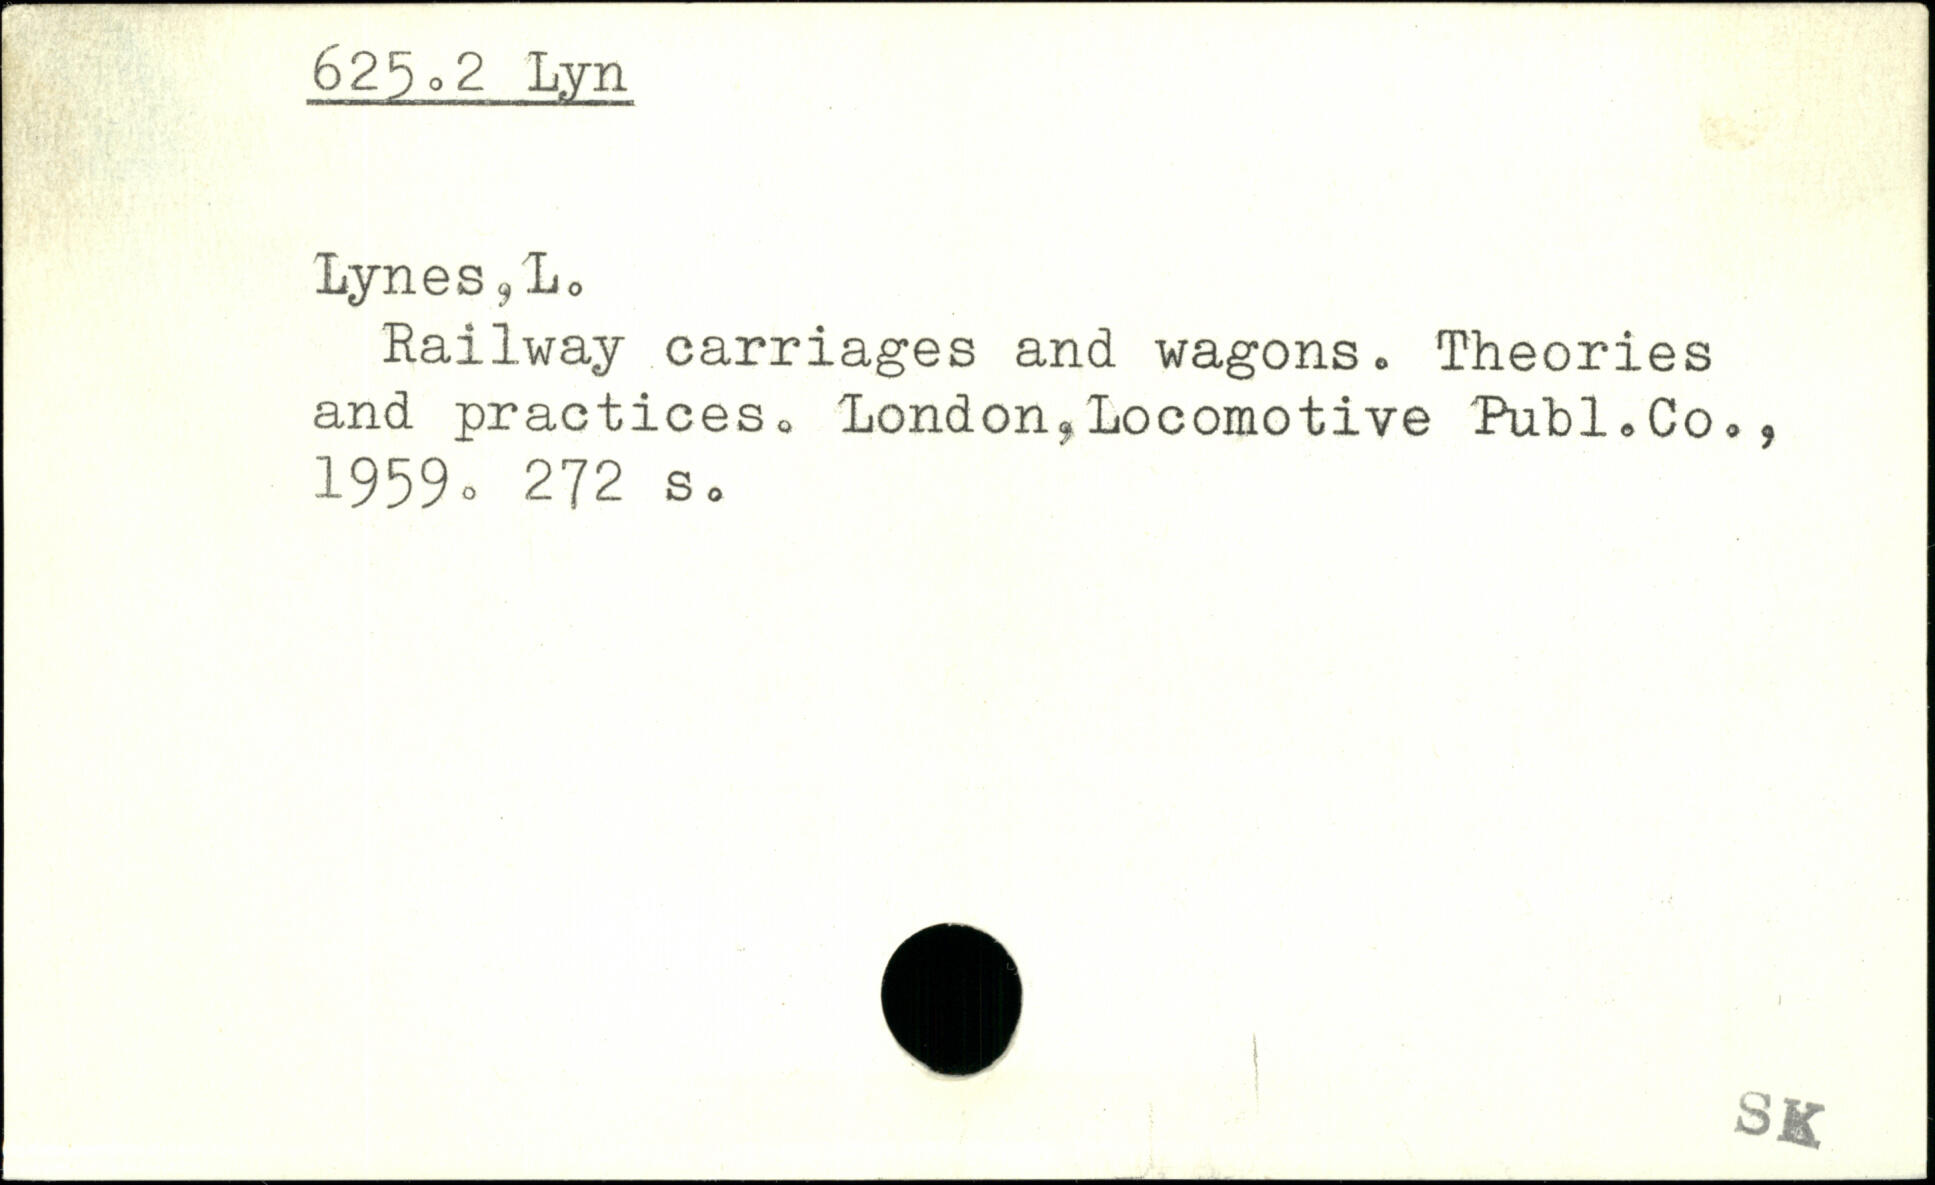 625.2 Lyn
Lynes,L.
Railway carriages and wagons. Theories
and practices. London,Locomotive Publ.Co.,
1959. 272 s.
SK